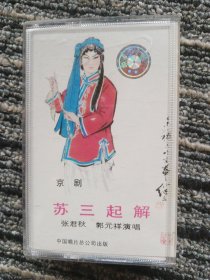 京剧
苏三起解
张君秋 郭元祥演唱
中国唱片总公司出版